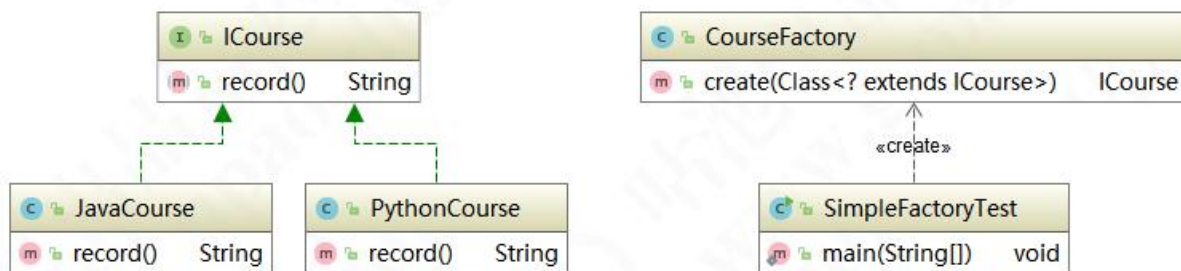 ICourse
record() String
CourseFactory
create(Class<? extends ICourse>) ICourse
«create»
JavaCourse
record() String
PythonCourse
record() String
SimpleFactoryTest
main(String[]) void